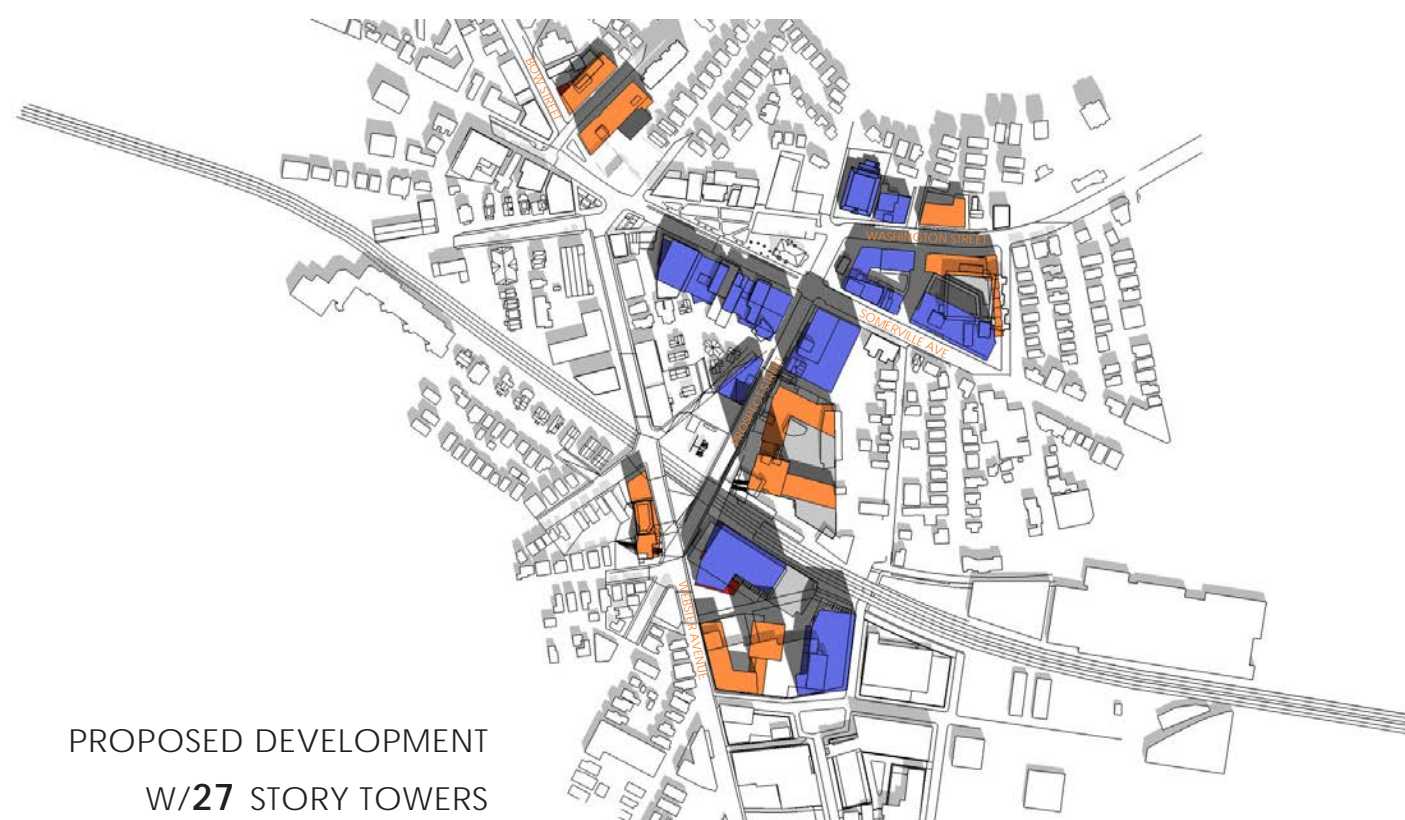 BOW STREET
WASHINGTON STREET
SOMERVILLE AVE
PROSPECT STREET
WEBSTER AVENUE
PROPOSED DEVELOPMENT
W/27 STORY TOWERS